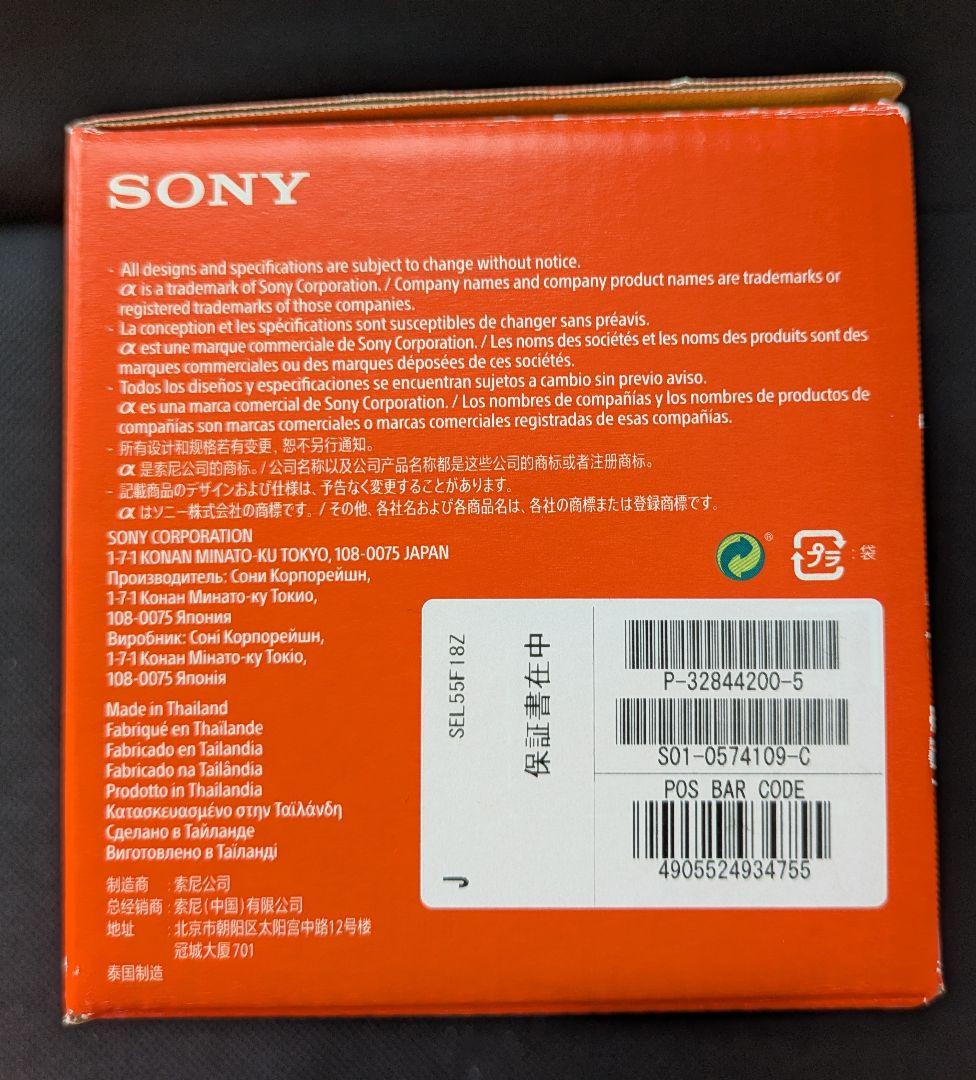 SONY
- All designs and specifications are subject to change without notice.
α is a trademark of Sony Corporation. / Company names and company product names are trademarks or
registered trademarks of those companies.
- La conception et les spécifications sont susceptibles de changer sans préavis.
α est une marque commerciale de Sony Corporation. / Les noms des sociétés et les noms des produits sont des
marques commerciales ou des marques déposées de ces sociétés.
- Todos los diseños y especificaciones se encuentran sujetos a cambio sin previo aviso.
α es una marca comercial de Sony Corporation. / Los nombres de compañías y los nombres de productos de
compañías son marcas comerciales o marcas comerciales registradas de esas compañías.
- 所有设计和规格若有变更, 恕不另行通知。
α 是索尼公司的商标。/ 公司名称以及公司产品名称都是这些公司的商标或者注册商标。
- 記載商品のデザインおよび仕様は、予告なく変更することがあります。
α はソニー株式会社の商標です。/ その他、各社名および各商品名は、各社の商標または登録商標です。
SONY CORPORATION
1-7-1 KONAN MINATO-KU TOKYO, 108-0075 JAPAN
Производитель: Сони Корпорейшн,
1-7-1 Конан Минато-ку Токио,
108-0075 Япония
Виробник: Соні Корпорейшн,
1-7-1 Конан Мінато-ку Токіо,
108-0075 Японія
Made in Thailand
Fabriqué en Thaïlande
Fabricado en Tailandia
Fabricado na Tailândia
Prodotto in Thailandia
Κατασκευασμένο στην Ταϊλάνδη
Сделано в Тайланде
Виготовлено в Таїланді
制造商 : 索尼公司
总经销商 : 索尼(中国)有限公司
地址 : 北京市朝阳区太阳宫中路12号楼
冠城大厦701
泰国制造
®
プラ : 袋
SEL55F18Z
保証書在中
J
P-32844200-5
S01-0574109-C
POS BAR CODE
4905524934755